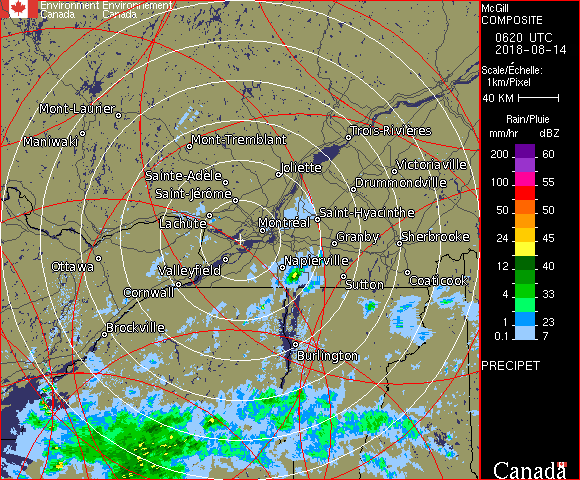 Environment Environnement
Canada Canada
McGill
COMPOSITE
0620 UTC
2018-08-14
Scale/Échelle:
1km/Pixel
40 KM
Rain/Pluie
mm/hr dBZ
200 60
100 55
50 50
24 45
12 40
4 33
1 23
0.1 7
PRECIPET
Canada
Mont-Laurier
Maniwaki
Trois-Rivières
Mont-Tremblant
Victoriaville
Joliette
Sainte-Adèle
Drummondville
Saint-Jérôme
Saint-Hyacinthe
Lachute
Montréal
Granby
Sherbrooke
Ottawa
Napierville
Valleyfield
Coaticook
Sutton
Cornwall
Brockville
Burlington